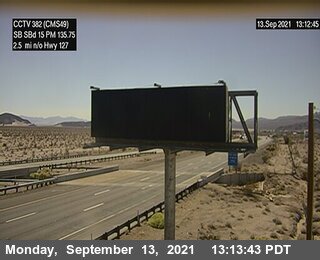 CCTV 382 (CMS49)
SB SBd 15 PM 135.75
2.5 mi n/o Hwy 127
13.Sep 2021 13:12:45
Monday, September 13, 2021 13:13:43 PDT